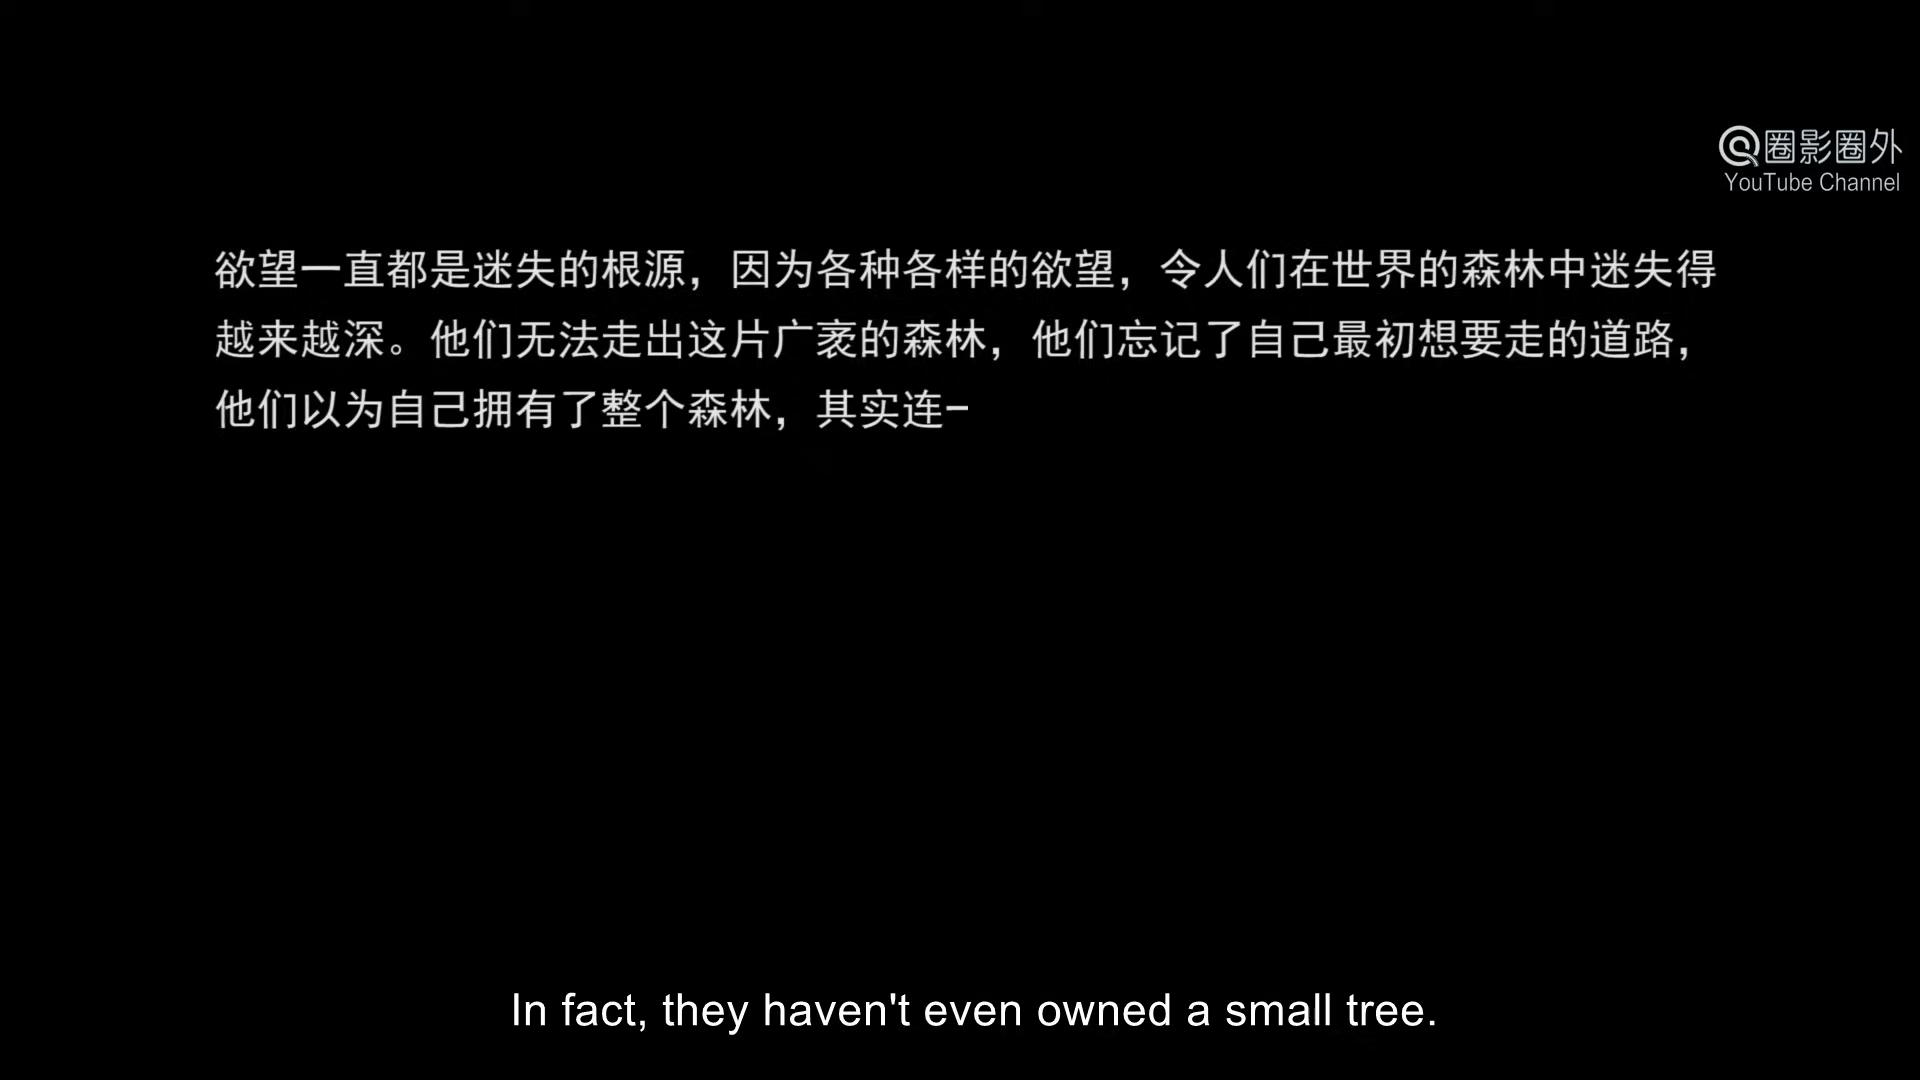 圈影圈外
YouTube Channel
欲望一直都是迷失的根源，因为各种各样的欲望，令人们在世界的森林中迷失得
越来越深。他们无法走出这片广袤的森林，他们忘记了自己最初想要走的道路，
他们以为自己拥有了整个森林，其实连-
In fact, they haven't even owned a small tree.